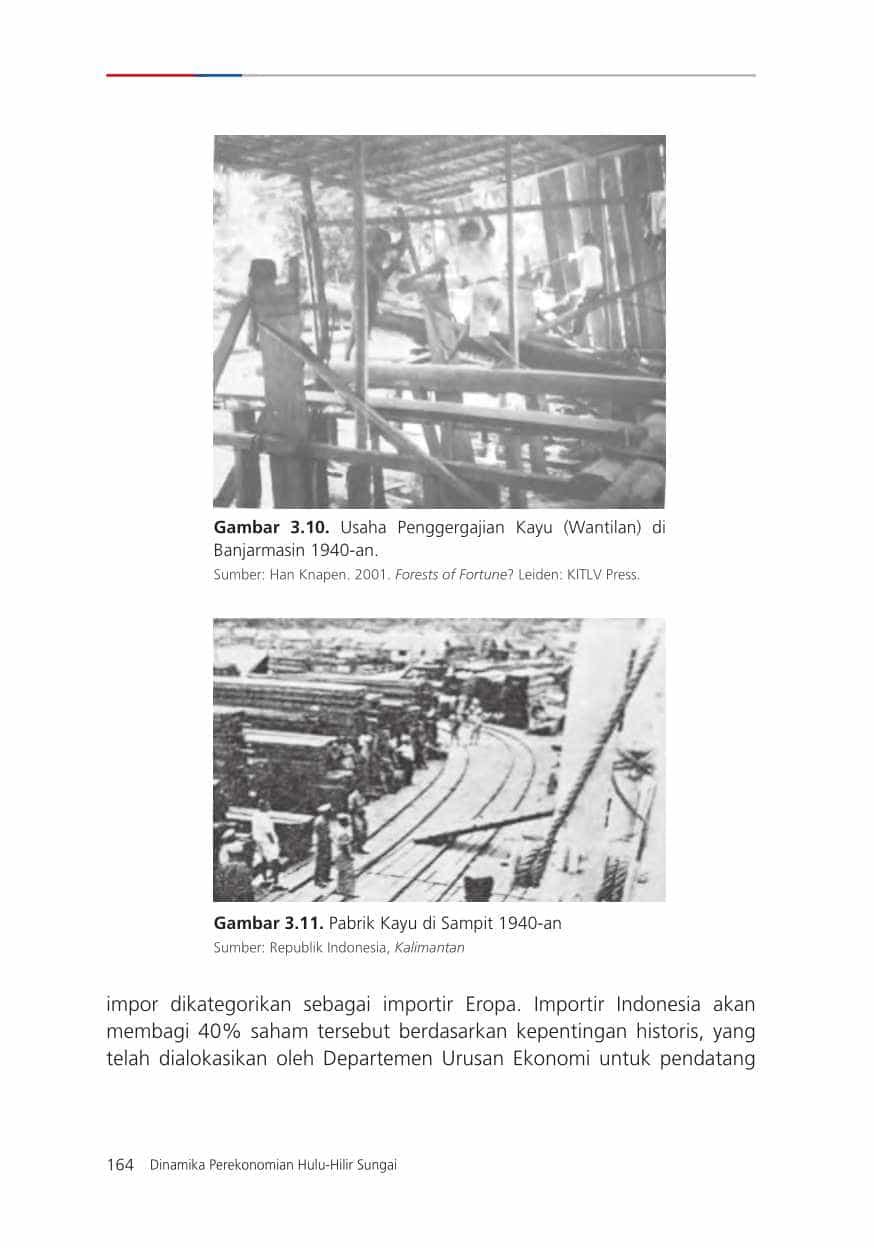 Gambar 3.10. Usaha Penggergajian Kayu (Wantilan) di
Banjarmasin 1940-an.
Sumber: Han Knapen. 2001. Forests of Fortune? Leiden: KITLV Press.
Gambar 3.11. Pabrik Kayu di Sampit 1940-an
Sumber: Republik Indonesia, Kalimantan
impor dikategorikan sebagai importir Eropa. Importir Indonesia akan
membagi 40% saham tersebut berdasarkan kepentingan historis, yang
telah dialokasikan oleh Departemen Urusan Ekonomi untuk pendatang
164 Dinamika Perekonomian Hulu-Hilir Sungai